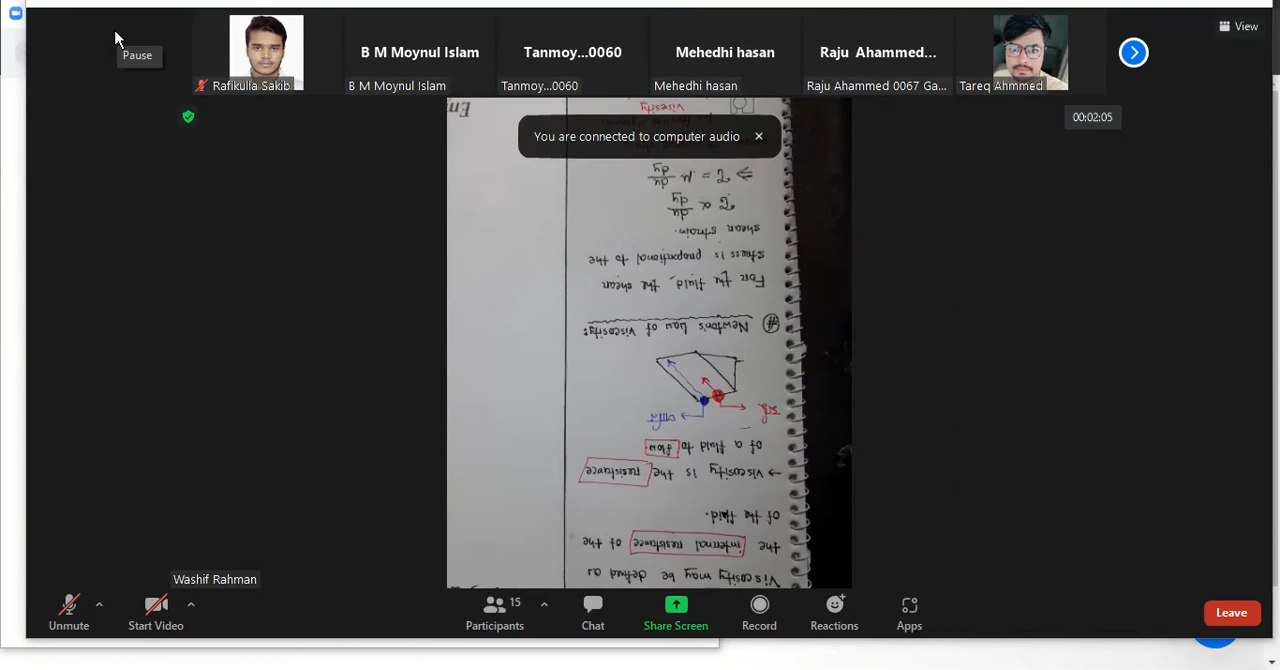 Pause
Rafikulla Sakib
B M Moynul Islam
B M Moynul Islam
Tanmoy...0060
Tanmoy...0060
Mehedhi hasan
Mehedhi hasan
Raju Ahammed...
Raju Ahammed 0067 Ga...
Tareq Ahmmed
View
00:02:05
You are connected to computer audio
Viscosity may be defined as
the internal resistance of the
of the fluid.
→ Viscosity is the resistance
of a fluid to flow.
# Newton's Law of Viscosity:
For the fluid, the shear
stress is proportional to the
shear strain.
τ α du/dy
⇒ τ = μ du/dy
Viscosity
Washif Rahman
Unmute
Start Video
15
Participants
Chat
Share Screen
Record
Reactions
Apps
Leave